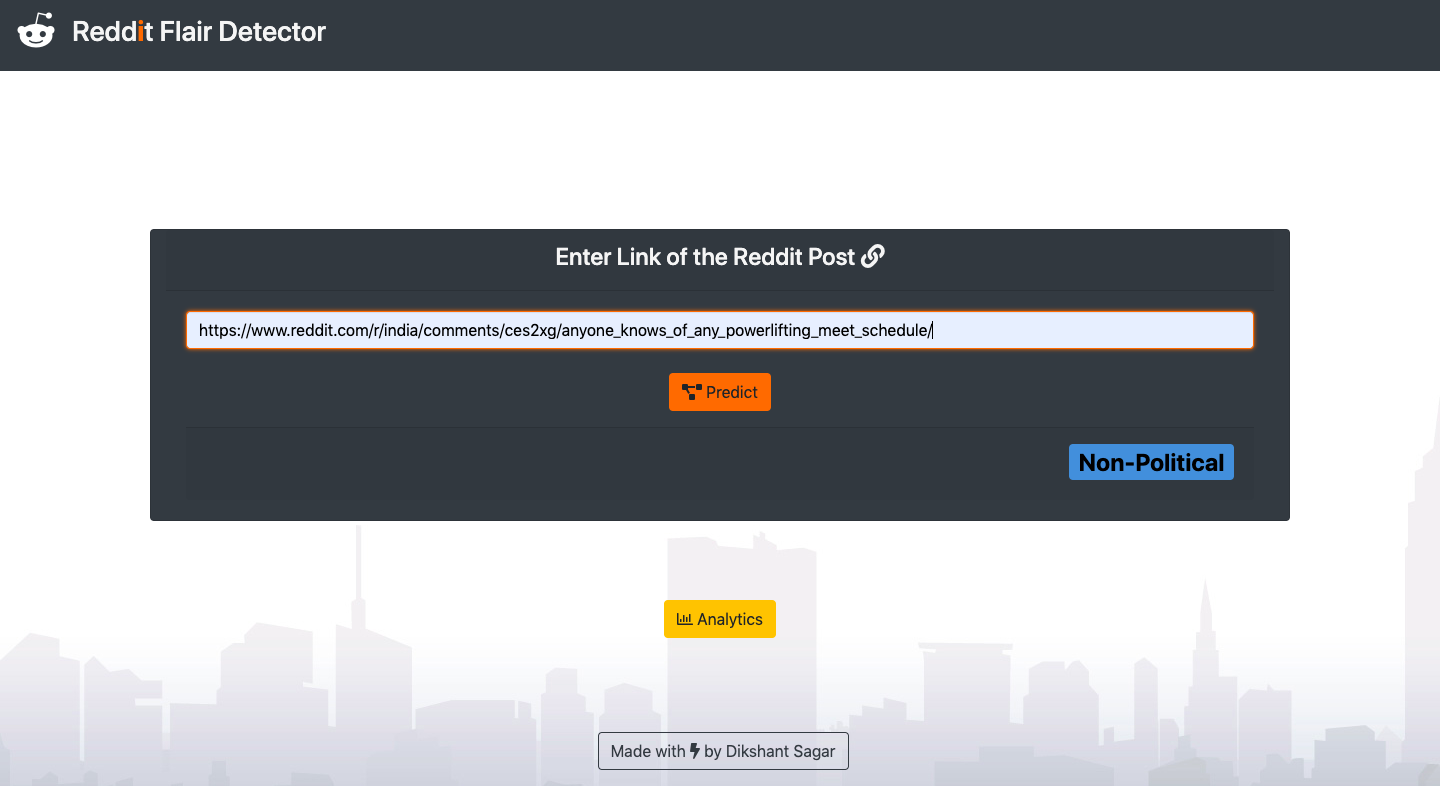 Reddit Flair Detector
Enter Link of the Reddit Post
https://www.reddit.com/r/india/comments/ces2xg/anyone_knows_of_any_powerlifting_meet_schedule/
Predict
Non-Political
Analytics
Made with by Dikshant Sagar